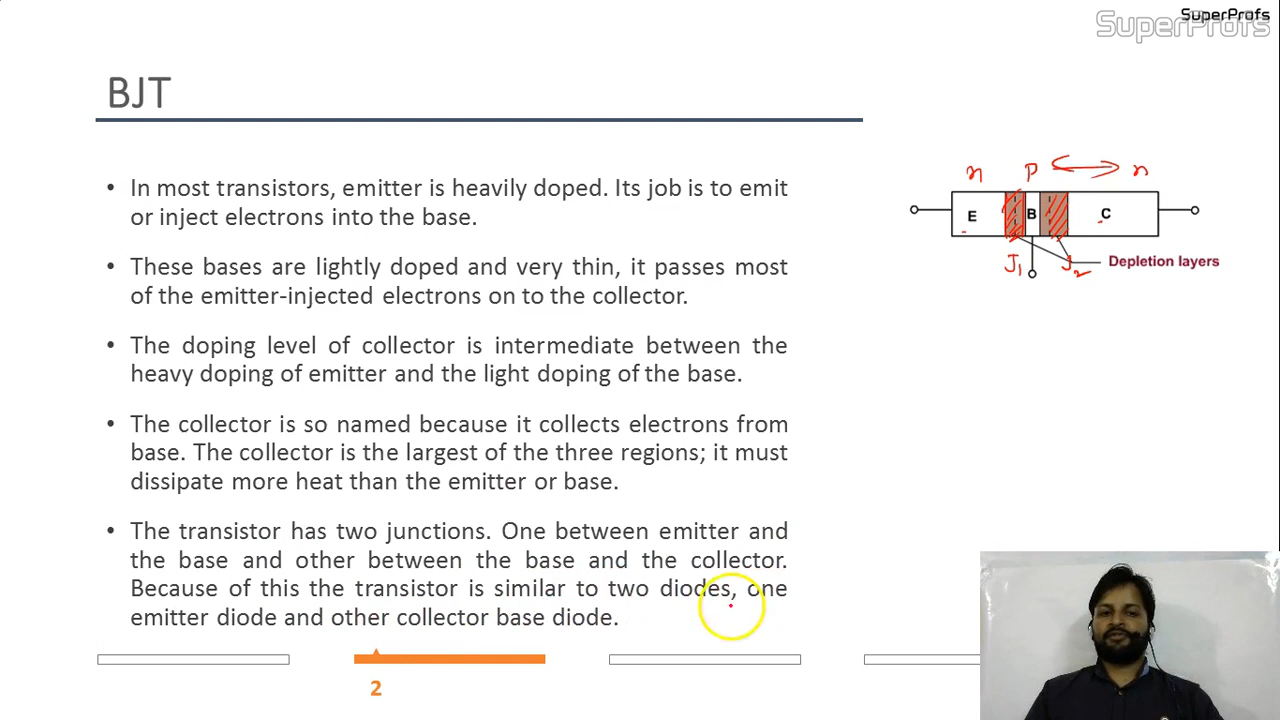 SuperProfs
SuperProfs
BJT
• In most transistors, emitter is heavily doped. Its job is to emit
or inject electrons into the base.
• These bases are lightly doped and very thin, it passes most
of the emitter-injected electrons on to the collector.
• The doping level of collector is intermediate between the
heavy doping of emitter and the light doping of the base.
• The collector is so named because it collects electrons from
base. The collector is the largest of the three regions; it must
dissipate more heat than the emitter or base.
• The transistor has two junctions. One between emitter and
the base and other between the base and the collector.
Because of this the transistor is similar to two diodes, one
emitter diode and other collector base diode.
n P n
E B C
J1 J2 Depletion layers
2